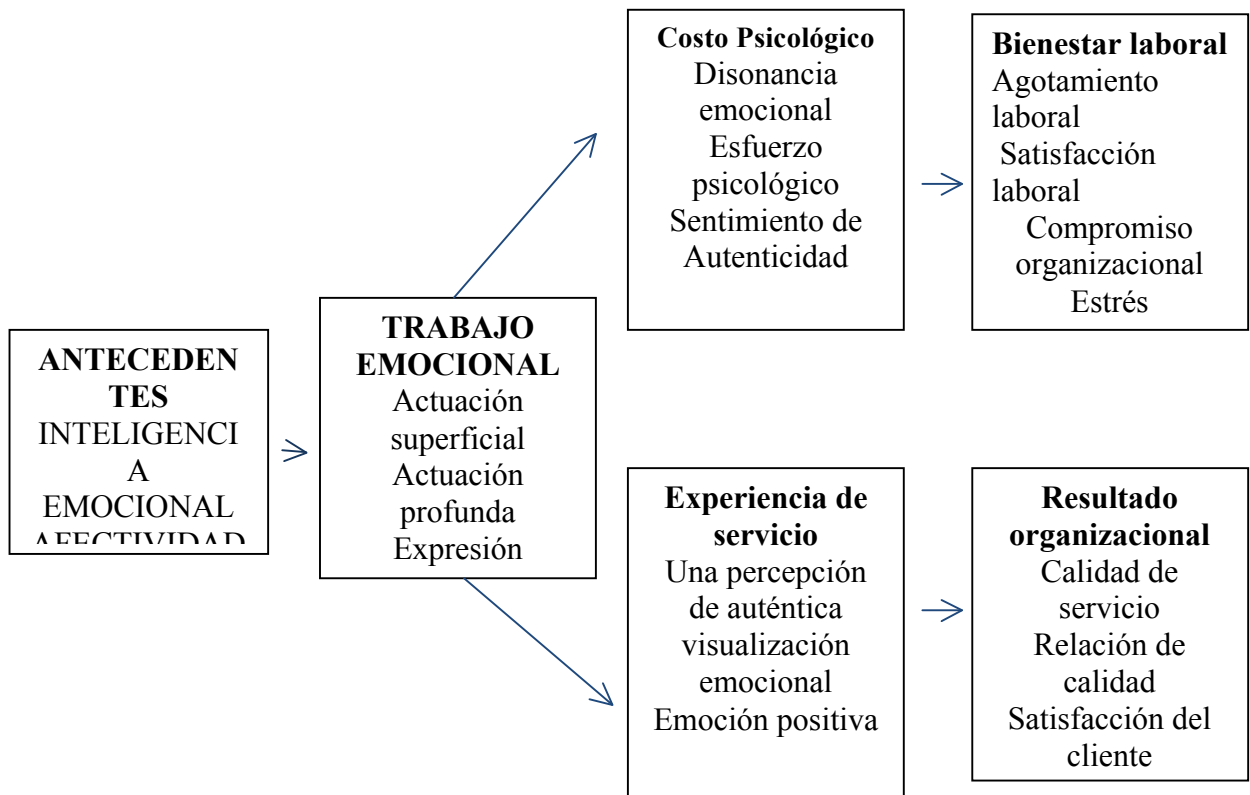 ANTECEDEN
TES
INTELIGENCI
A
EMOCIONAL
AFECTIVIDAD
TRABAJO
EMOCIONAL
Actuación
superficial
Actuación
profunda
Expresión
Costo Psicológico
Disonancia
emocional
Esfuerzo
psicológico
Sentimiento de
Autenticidad
Bienestar laboral
Agotamiento
laboral
Satisfacción
laboral
Compromiso
organizacional
Estrés
Experiencia de
servicio
Una percepción
de auténtica
visualización
emocional
Emoción positiva
Resultado
organizacional
Calidad de
servicio
Relación de
calidad
Satisfacción del
cliente